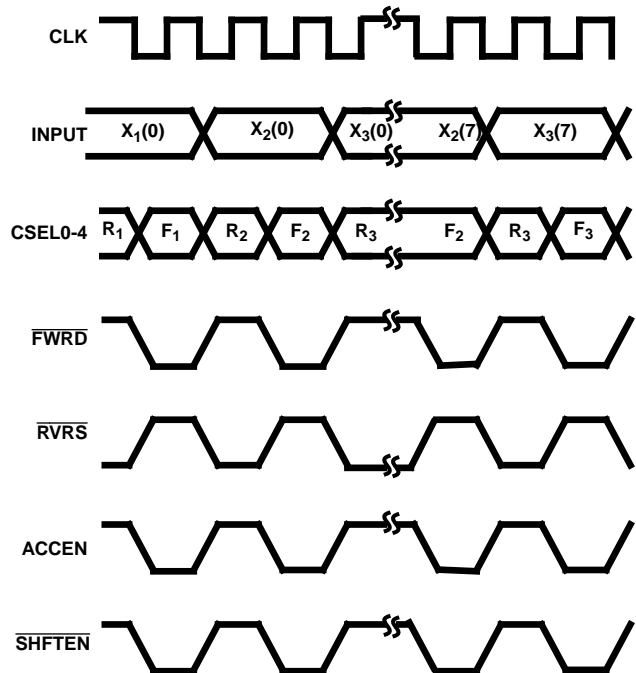 CLK
INPUT X₁(0) X₂(0) X₃(0) X₂(7) X₃(7)
CSEL0-4 R₁ F₁ R₂ F₂ R₃ F₂ R₃ F₃
FWRD
RVRS
ACCEN
SHFTEN